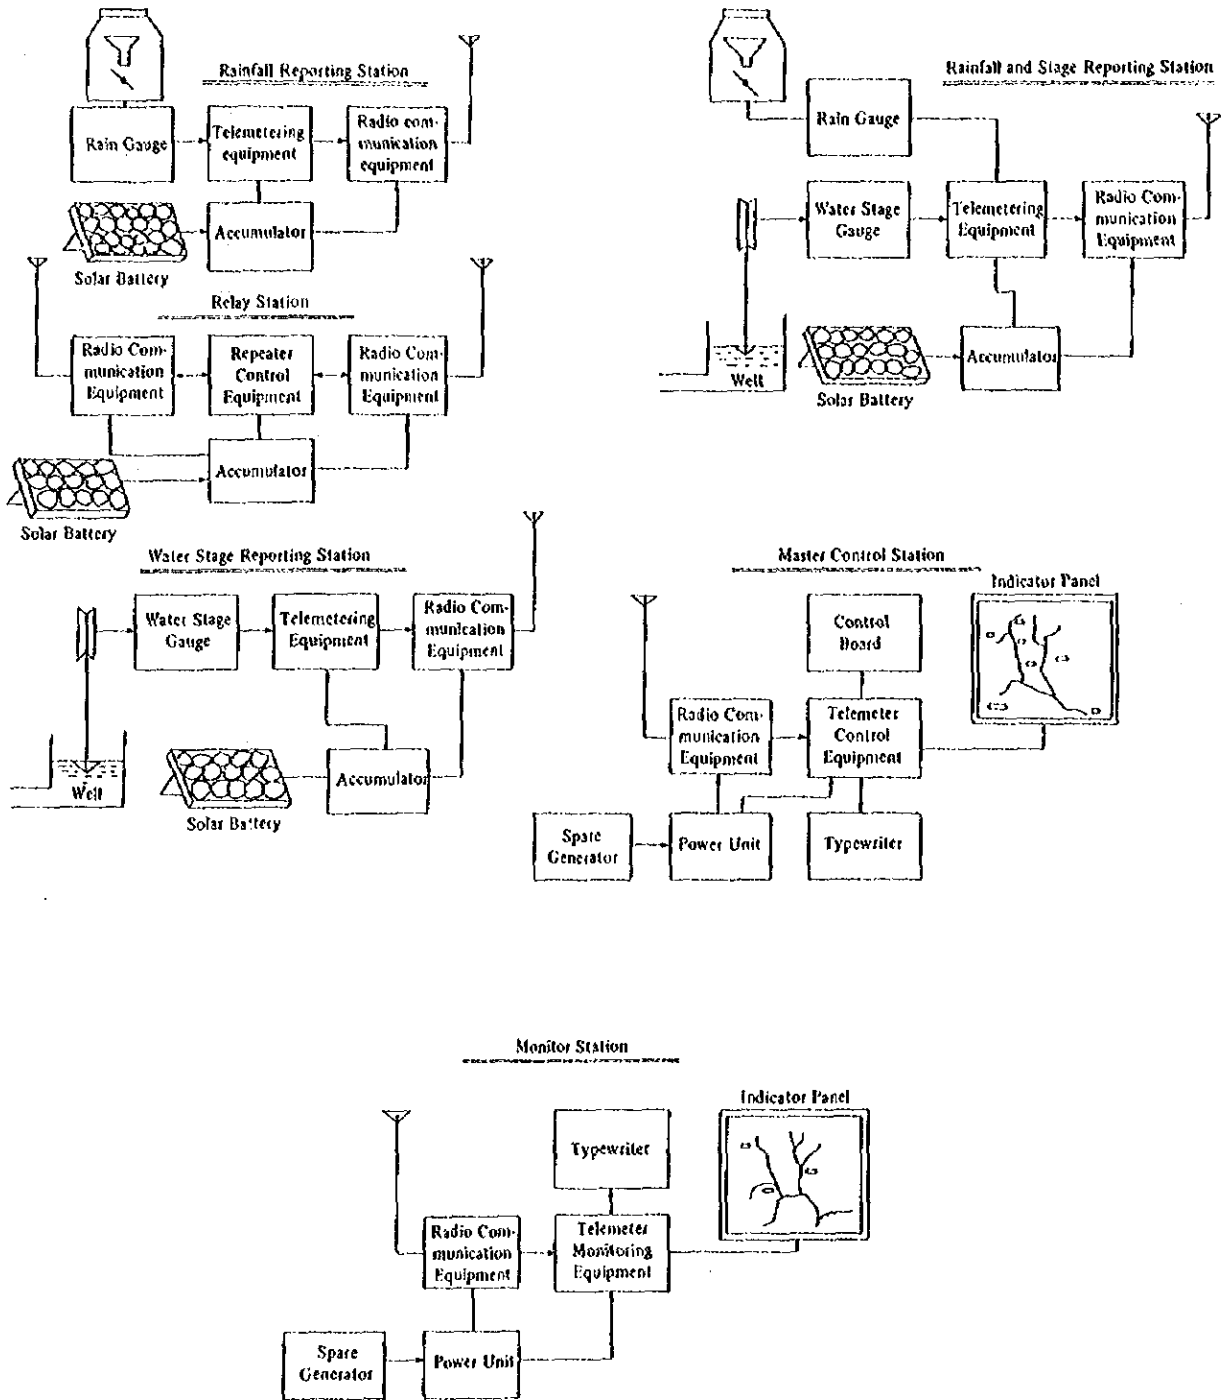 Rainfall Reporting Station
Rain Gauge
Telemetering
equipment
Radio com-
munication
equipment
Accumulator
Solar Battery
Rainfall and Stage Reporting Station
Rain Gauge
Water Stage
Gauge
Telemetering
Equipment
Radio Com-
munication
Equipment
Well
Solar Battery
Accumulator
Relay Station
Radio Com-
munication
Equipment
Repeater
Control
Equipment
Radio Com-
munication
Equipment
Accumulator
Solar Battery
Water Stage Reporting Station
Water Stage
Gauge
Telemetering
Equipment
Radio Com-
munication
Equipment
Well
Solar Battery
Accumulator
Master Control Station
Indicator Panel
Control
Board
Radio Com-
munication
Equipment
Telemeter
Control
Equipment
Spare
Generator
Power Unit
Typewriter
Monitor Station
Indicator Panel
Typewriter
Radio Com-
munication
Equipment
Telemeter
Monitoring
Equipment
Spare
Generator
Power Unit